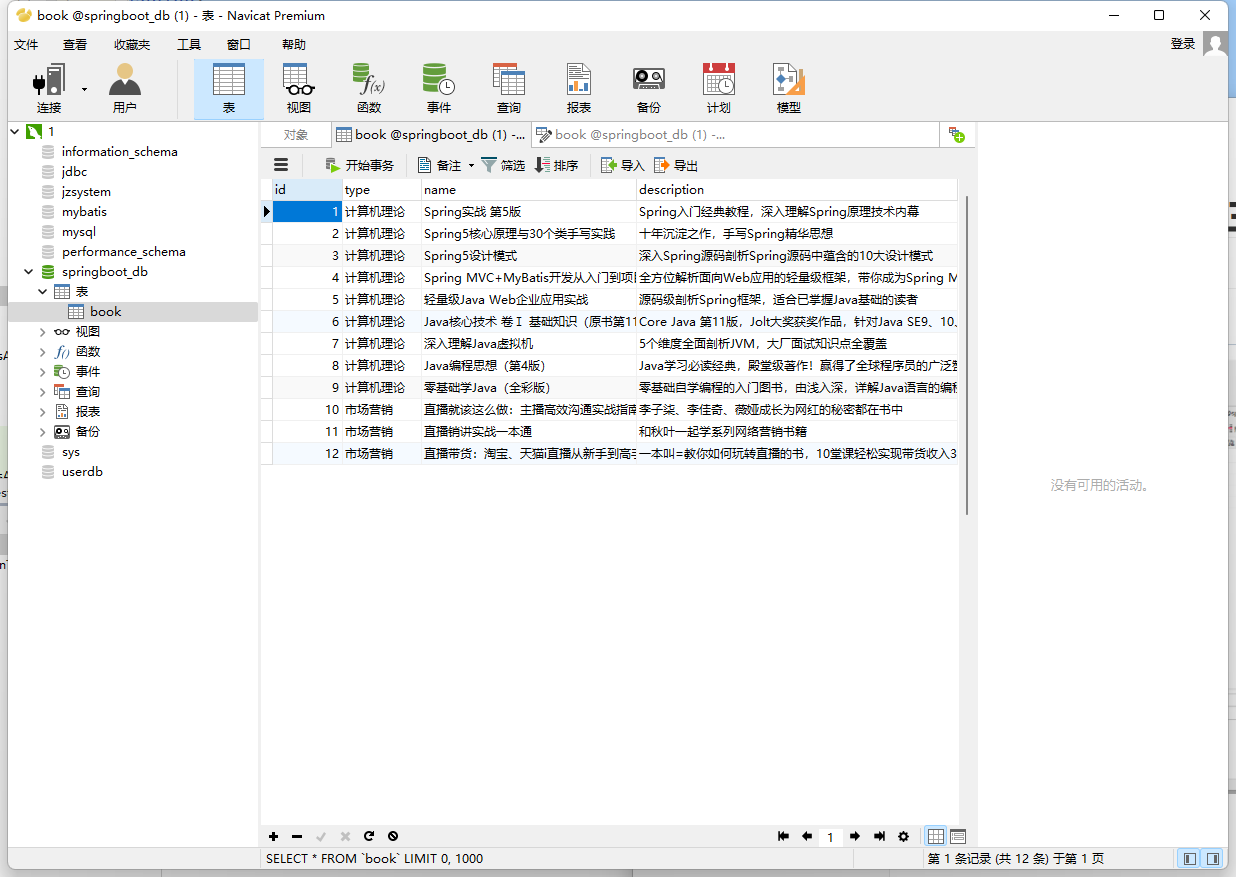 book @springboot_db (1) - 表 - Navicat Premium
文件 查看 收藏夹 工具 窗口 帮助 登录
连接 用户 表 视图 函数 事件 查询 报表 备份 计划 模型
1
information_schema
jdbc
jzsystem
mybatis
mysql
performance_schema
springboot_db
表
book
视图
函数
事件
查询
报表
备份
sys
userdb
对象 book @springboot_db (1) -... book @springboot_db (1) -...
开始事务 备注 筛选 排序 导入 导出
id type name description
1 计算机理论 Spring实战 第5版 Spring入门经典教程，深入理解Spring原理技术内幕
2 计算机理论 Spring5核心原理与30个类手写实践 十年沉淀之作，手写Spring精华思想
3 计算机理论 Spring5设计模式 深入Spring源码剖析Spring源码中蕴含的10大设计模式
4 计算机理论 Spring MVC+MyBatis开发从入门到项 全方位解析面向Web应用的轻量级框架，带你成为Spring M
5 计算机理论 轻量级Java Web企业应用实战 源码级剖析Spring框架，适合已掌握Java基础的读者
6 计算机理论 Java核心技术 卷Ⅰ 基础知识（原书第11 Core Java 第11版，Jolt大奖获奖作品，针对Java SE9、10、
7 计算机理论 深入理解Java虚拟机 5个维度全面剖析JVM，大厂面试知识点全覆盖
8 计算机理论 Java编程思想（第4版） Java学习必读经典，殿堂级著作！赢得了全球程序员的广泛
9 计算机理论 零基础学Java（全彩版） 零基础自学编程的入门图书，由浅入深，详解Java语言的编
10 市场营销 直播就该这么做：主播高效沟通实战指南 李子柒、李佳奇、薇娅成长为网红的秘密都在书中
11 市场营销 直播销讲实战一本通 和秋叶一起学系列网络营销书籍
12 市场营销 直播带货：淘宝、天猫i直播从新手到高 一本叫=教你如何玩转直播的书，10堂课轻松实现带货收入3
没有可用的活动。
1
SELECT * FROM `book` LIMIT 0, 1000
第 1 条记录 (共 12 条) 于第 1 页